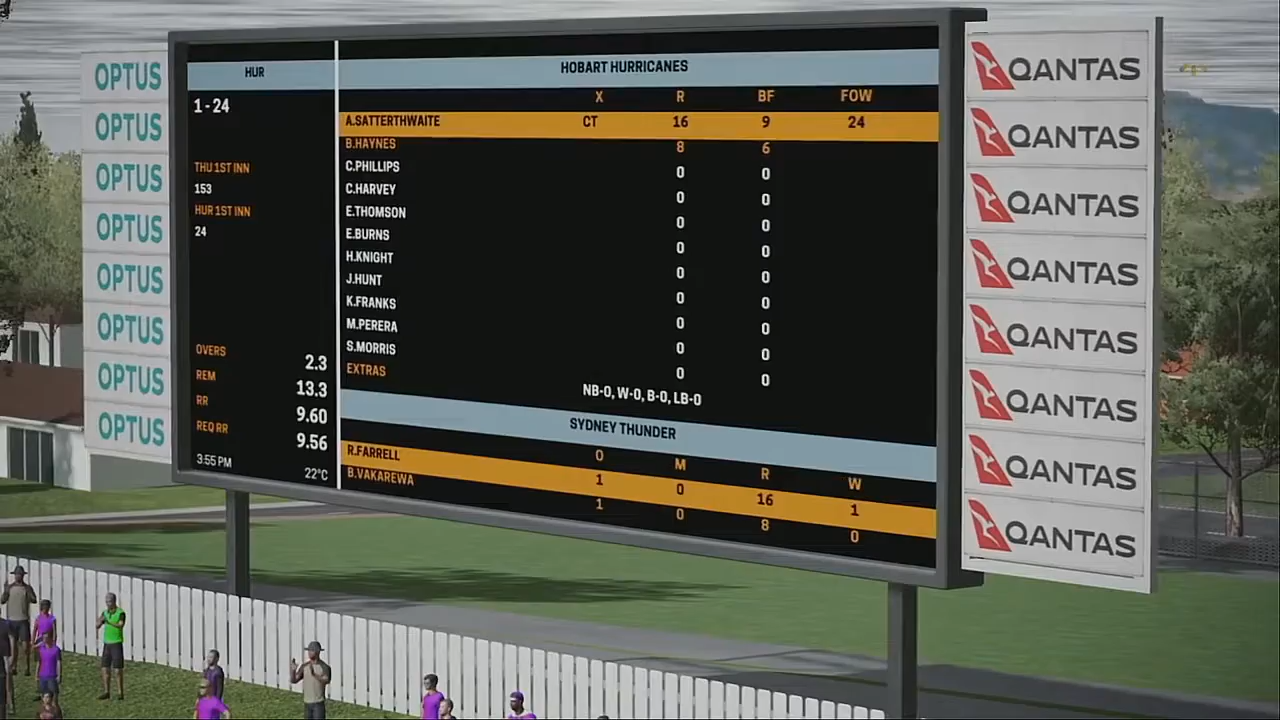 OPTUS
OPTUS
OPTUS
OPTUS
OPTUS
OPTUS
OPTUS
OPTUS
HUR
1 - 24
THU 1ST INN
153
HUR 1ST INN
24
OVERS 2.3
REM 13.3
RR 9.60
REQ RR 9.56
3:55 PM 22°C
HOBART HURRICANES
X R BF FOW
A.SATTERTHWAITE CT 16 9 24
B.HAYNES 8 6
C.PHILLIPS 0 0
C.HARVEY 0 0
E.THOMSON 0 0
E.BURNS 0 0
H.KNIGHT 0 0
J.HUNT 0 0
K.FRANKS 0 0
M.PERERA 0 0
S.MORRIS 0 0
EXTRAS
NB-0, W-0, B-0, LB-0
SYDNEY THUNDER
O M R W
R.FARRELL 1 0 16 1
B.VAKAREWA 1 0 8 0
QANTAS
QANTAS
QANTAS
QANTAS
QANTAS
QANTAS
QANTAS
QANTAS